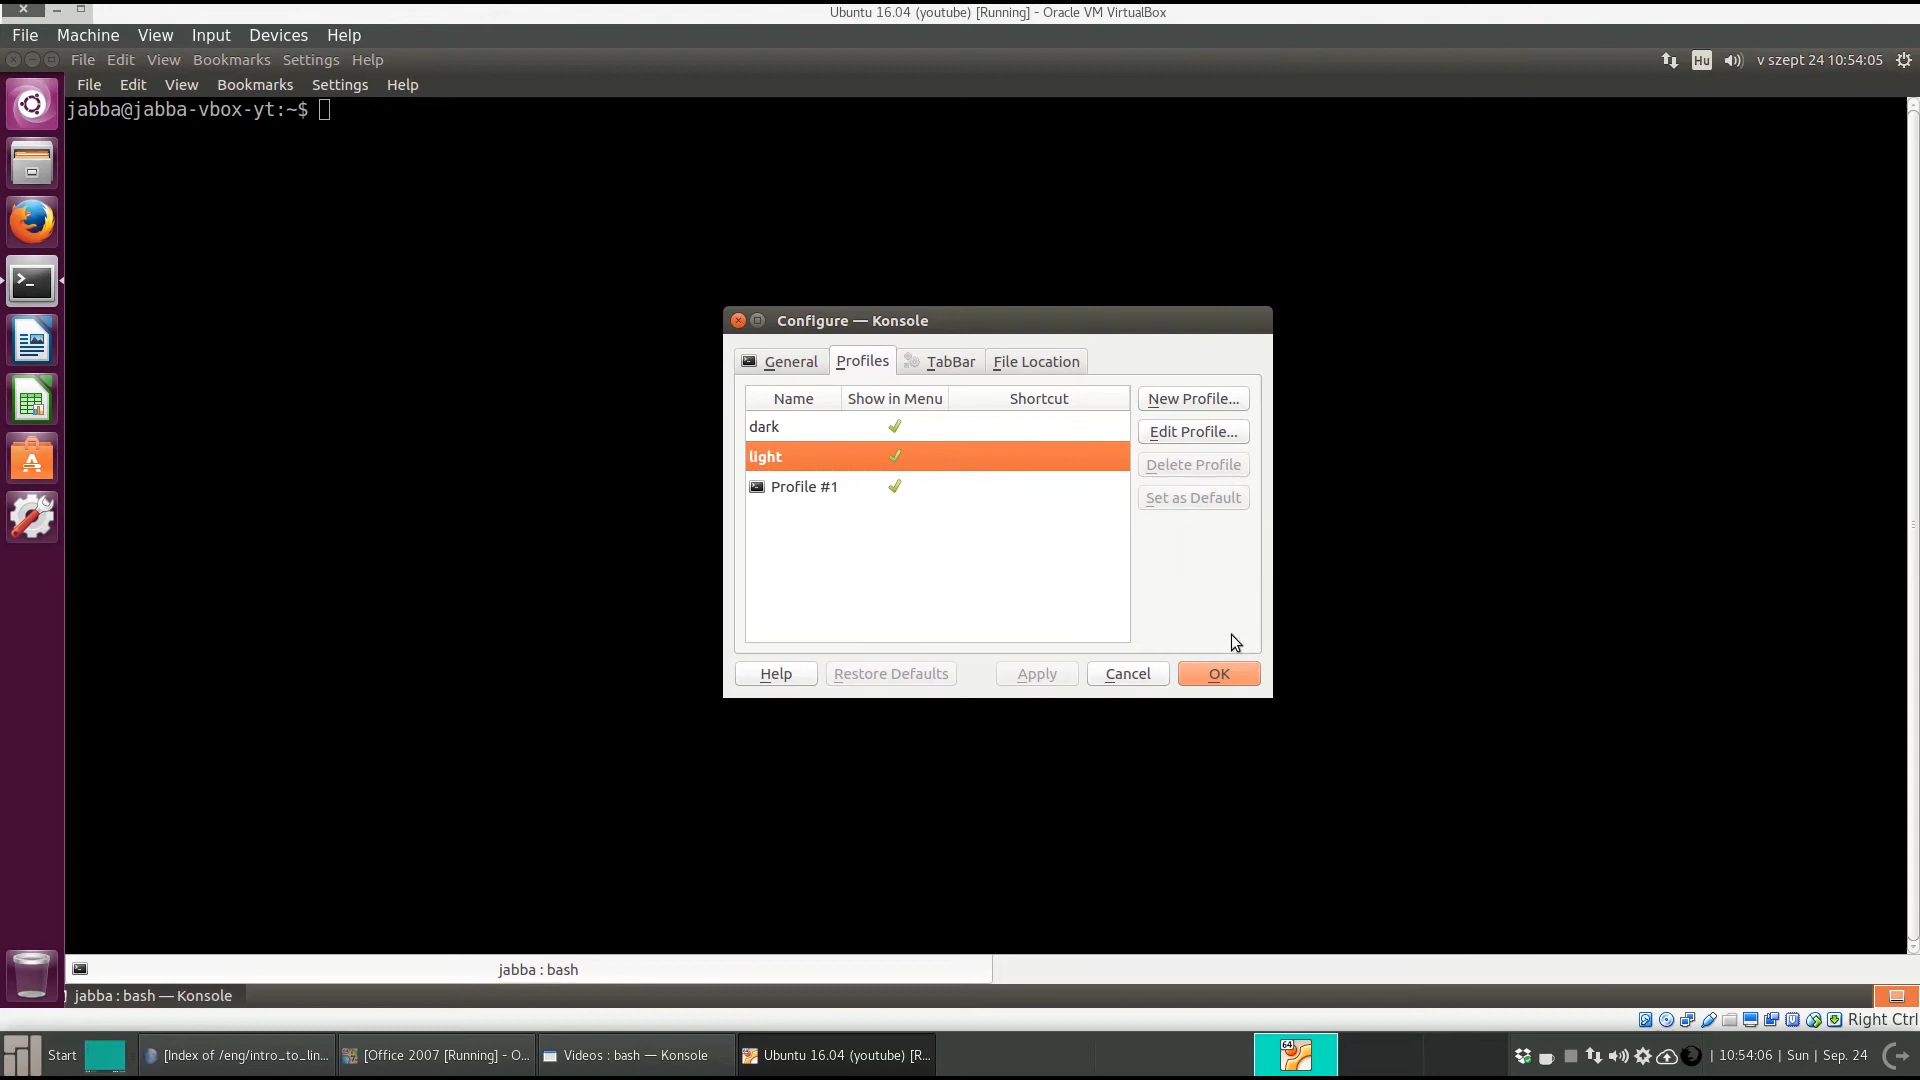 Ubuntu 16.04 (youtube) [Running] - Oracle VM VirtualBox
File Machine View Input Devices Help
File Edit View Bookmarks Settings Help
Hu
v szept 24 10:54:05
File Edit View Bookmarks Settings Help
jabba@jabba-vbox-yt:~$
Configure — Konsole
General Profiles TabBar File Location
Name Show in Menu Shortcut
dark
light
Profile #1
New Profile...
Edit Profile...
Delete Profile
Set as Default
Help Restore Defaults Apply Cancel OK
jabba : bash
jabba : bash — Konsole
Right Ctrl
Start
[Index of /eng/intro_to_lin...
[Office 2007 [Running] - O...
Videos : bash — Konsole
Ubuntu 16.04 (youtube) [R...
64
| 10:54:06 | Sun | Sep. 24